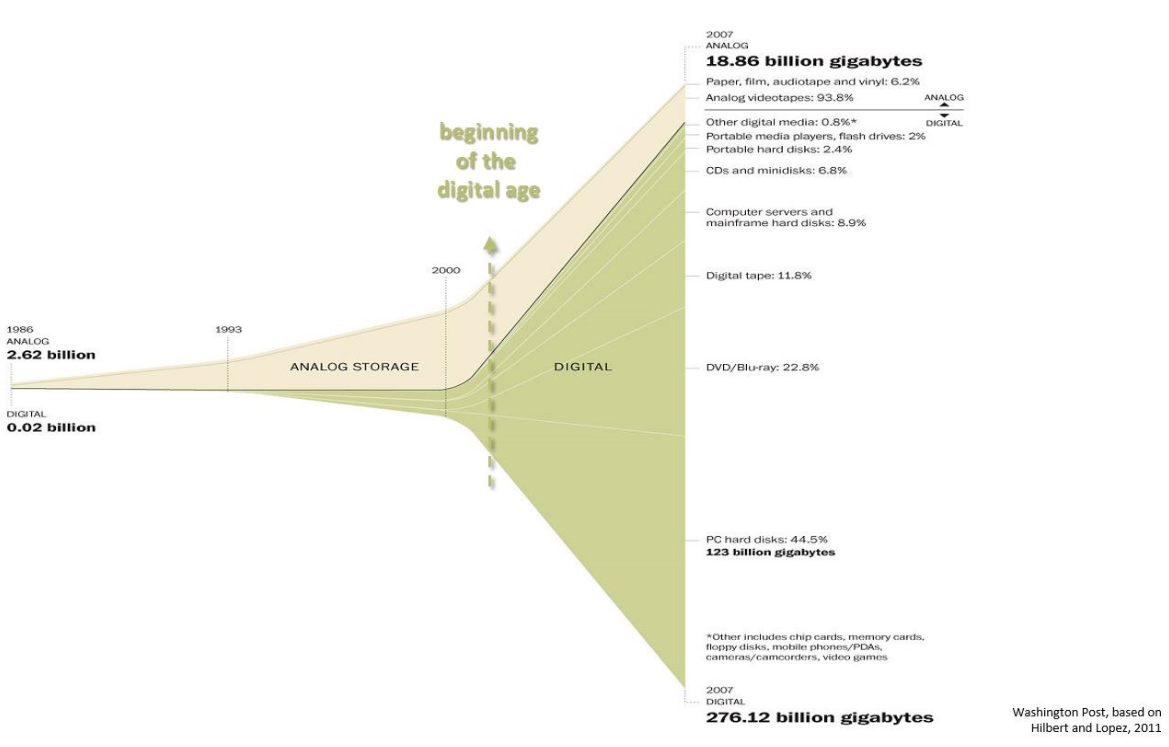 2007
ANALOG
18.86 billion gigabytes
Paper, film, audiotape and vinyl: 6.2%
Analog videotapes: 93.8%
ANALOG
DIGITAL
Other digital media: 0.8%*
Portable media players, flash drives: 2%
Portable hard disks: 2.4%
CDs and minidisks: 6.8%
Computer servers and
mainframe hard disks: 8.9%
Digital tape: 11.8%
DVD/Blu-ray: 22.8%
PC hard disks: 44.5%
123 billion gigabytes
*Other includes chip cards, memory cards,
floppy disks, mobile phones/PDAs,
cameras/camcorders, video games
2007
DIGITAL
276.12 billion gigabytes
beginning
of the
digital age
2000
1993
1986
ANALOG
2.62 billion
DIGITAL
0.02 billion
ANALOG STORAGE
DIGITAL
Washington Post, based on
Hilbert and Lopez, 2011